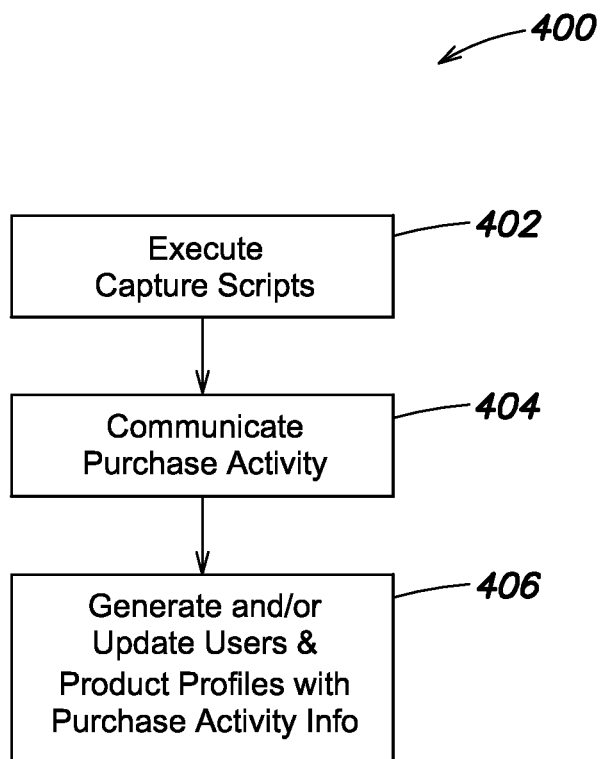 400
402
Execute
Capture Scripts
404
Communicate
Purchase Activity
406
Generate and/or
Update Users &
Product Profiles with
Purchase Activity Info